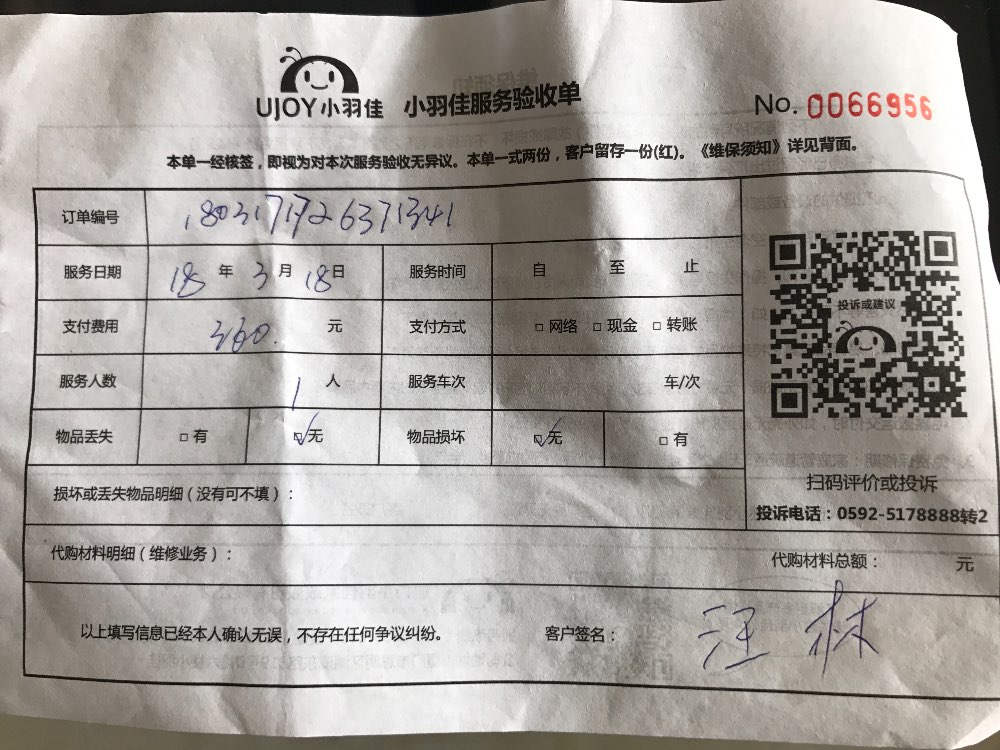 UJOY小羽佳 小羽佳服务验收单 No. 0066956
本单一经核签，即视为对本次服务验收无异议。本单一式两份，客户留存一份(红)。《维保须知》详见背面。
订单编号 1803171726371341
服务日期 18 年 3 月 18 日 服务时间 自 至 止
支付费用 360. 元 支付方式 □网络 □现金 □转账
投诉或建议
服务人数 1 人 服务车次 车/次
物品丢失 □有 ☑无 物品损坏 ☑无 □有
扫码评价或投诉
损坏或丢失物品明细（没有可不填）：
投诉电话：0592-5178888转2
代购材料明细（维修业务）： 代购材料总额： 元
以上填写信息已经本人确认无误，不存在任何争议纠纷。 客户签名： 汪林